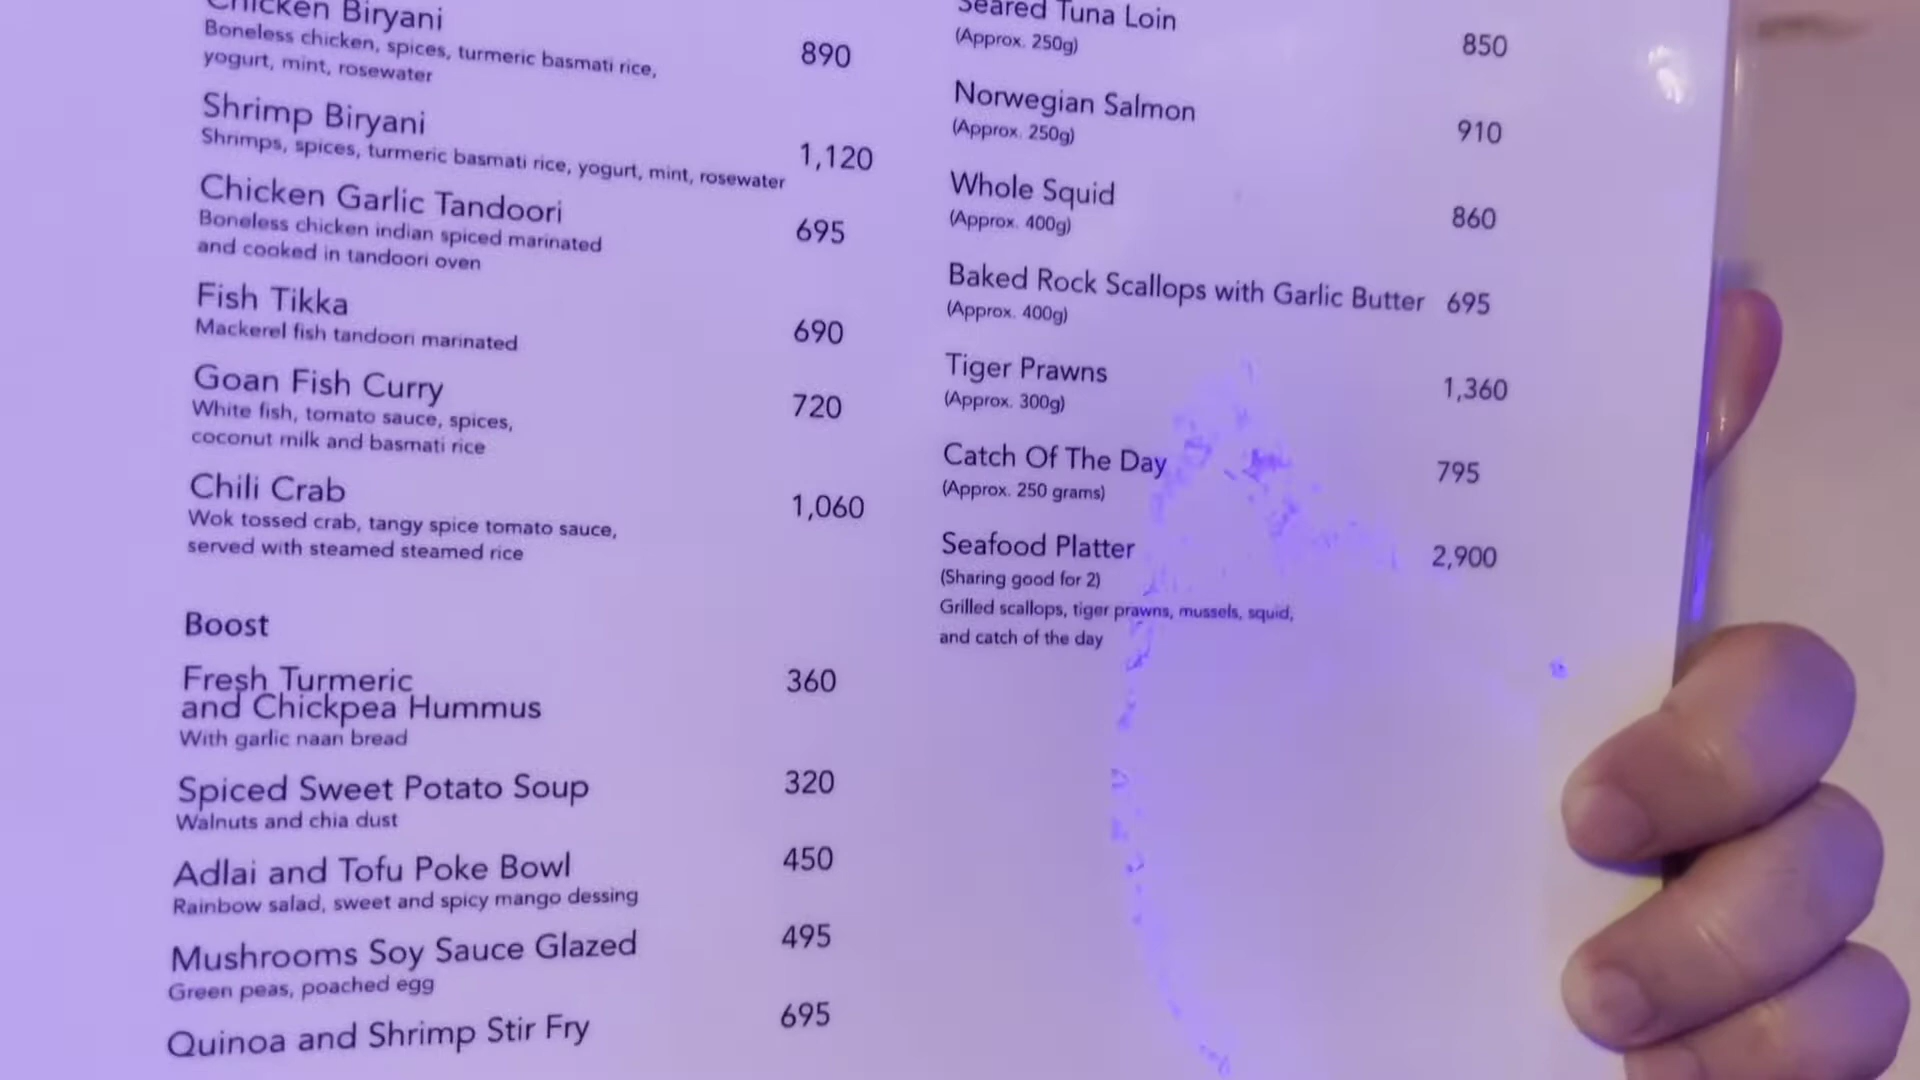 Chicken Biryani
890
Boneless chicken, spices, turmeric basmati rice,
yogurt, mint, rosewater
Shrimp Biryani
1,120
Shrimps, spices, turmeric basmati rice, yogurt, mint, rosewater
Chicken Garlic Tandoori
695
Boneless chicken indian spiced marinated
and cooked in tandoori oven
Fish Tikka
690
Mackerel fish tandoori marinated
Goan Fish Curry
720
White fish, tomato sauce, spices,
coconut milk and basmati rice
Chili Crab
1,060
Wok tossed crab, tangy spice tomato sauce,
served with steamed steamed rice
Boost
Fresh Turmeric
and Chickpea Hummus
360
With garlic naan bread
Spiced Sweet Potato Soup
320
Walnuts and chia dust
Adlai and Tofu Poke Bowl
450
Rainbow salad, sweet and spicy mango dessing
Mushrooms Soy Sauce Glazed
495
Green peas, poached egg
Quinoa and Shrimp Stir Fry
695
Seared Tuna Loin
850
(Approx. 250g)
Norwegian Salmon
910
(Approx. 250g)
Whole Squid
860
(Approx. 400g)
Baked Rock Scallops with Garlic Butter 695
(Approx. 400g)
Tiger Prawns
1,360
(Approx. 300g)
Catch Of The Day
795
(Approx. 250 grams)
Seafood Platter
2,900
(Sharing good for 2)
Grilled scallops, tiger prawns, mussels, squid,
and catch of the day